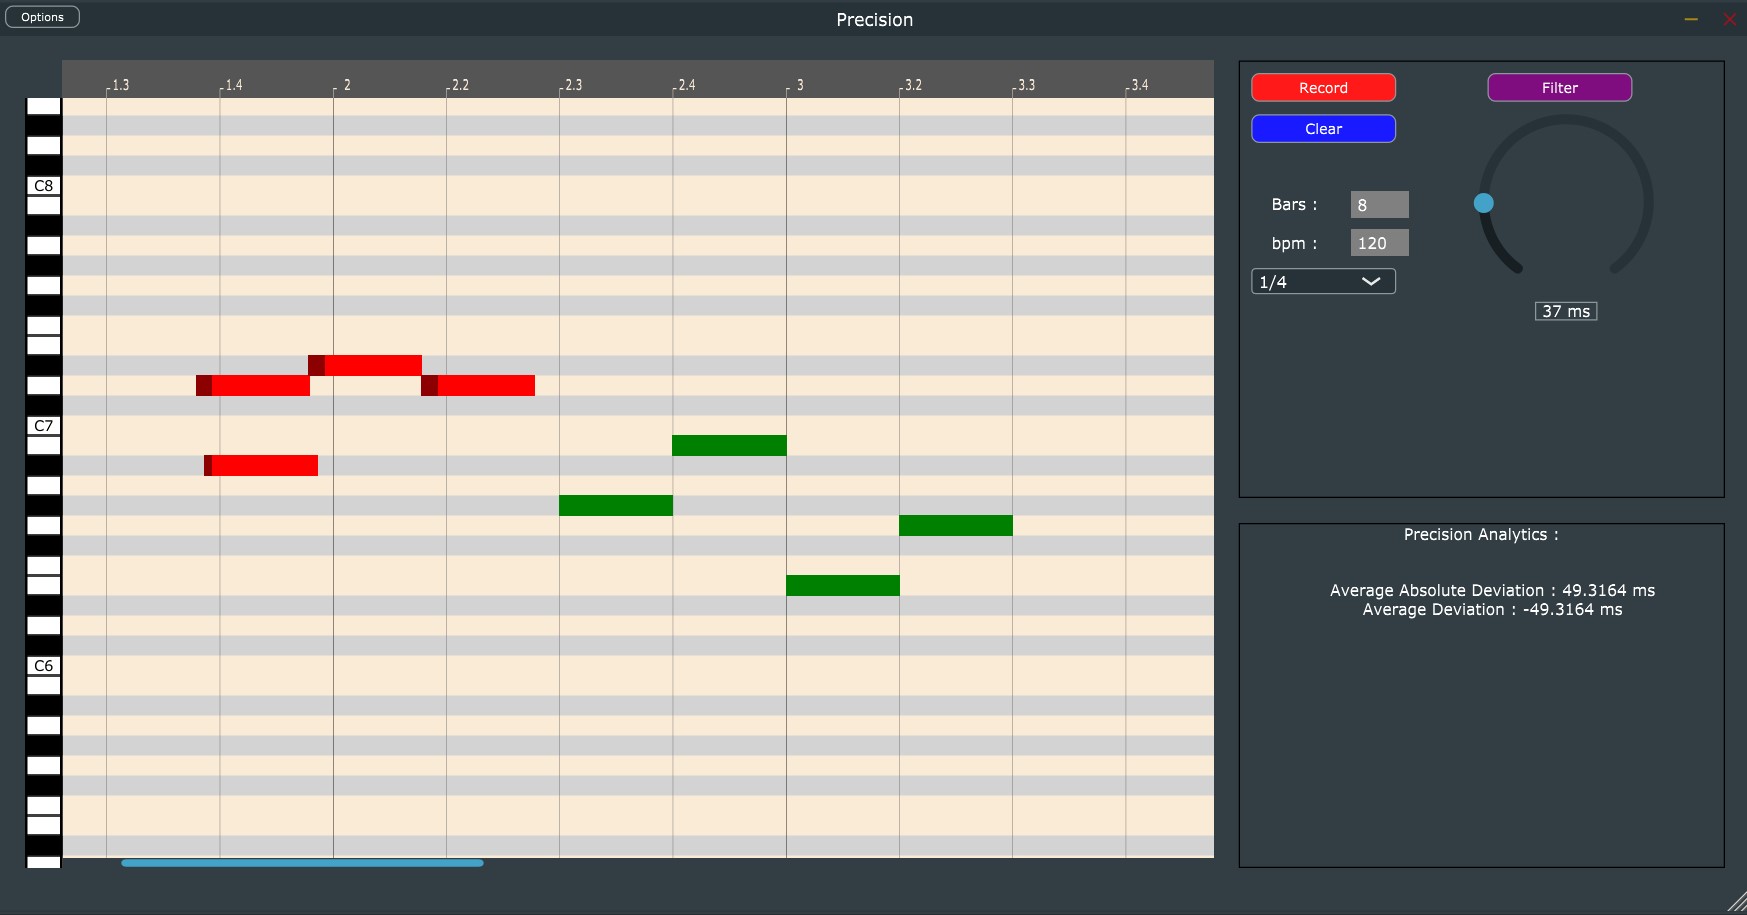 Options
Precision
1.3 1.4 2 2.2 2.3 2.4 3 3.2 3.3 3.4
C8
C7
C6
Record
Filter
Clear
Bars : 8
bpm : 120
1/4
37 ms
Precision Analytics :
Average Absolute Deviation : 49.3164 ms
Average Deviation : -49.3164 ms